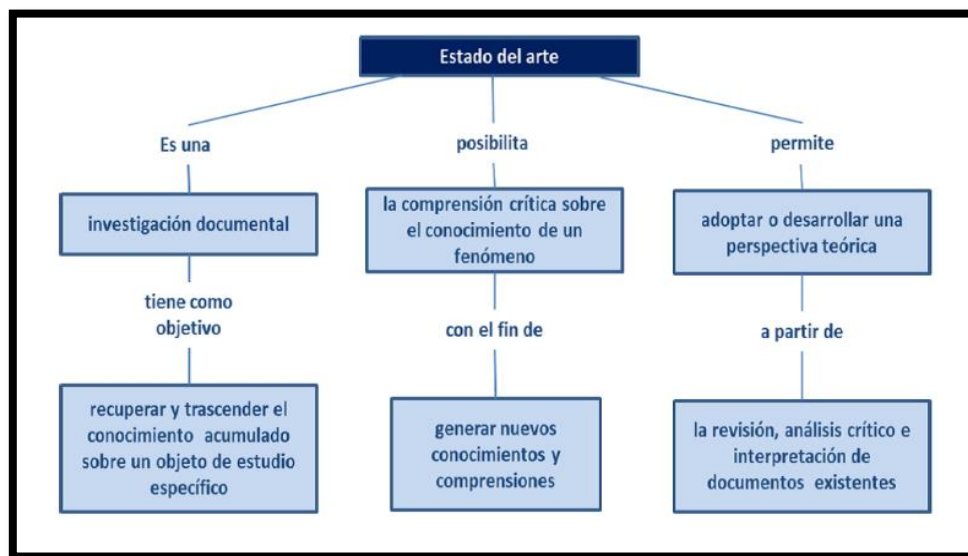 Estado del arte
Es una
posibilita
permite
investigación documental
la comprensión crítica sobre
el conocimiento de un
fenómeno
adoptar o desarrollar una
perspectiva teórica
tiene como
objetivo
con el fin de
a partir de
recuperar y trascender el
conocimiento acumulado
sobre un objeto de estudio
específico
generar nuevos
conocimientos y
comprensiones
la revisión, análisis crítico e
interpretación de
documentos existentes